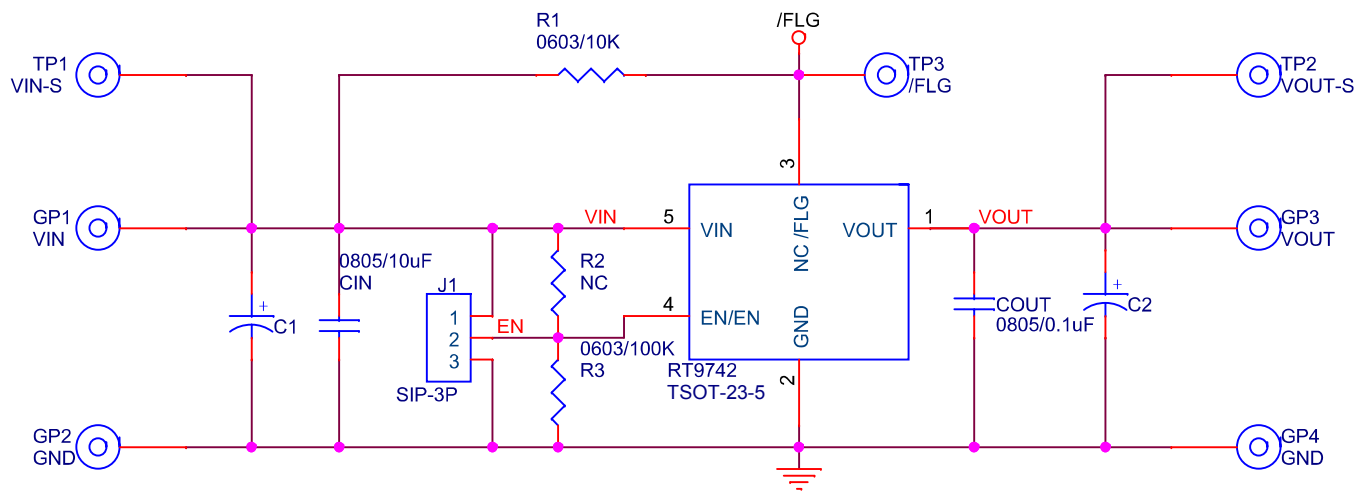 R1
0603/10K
/FLG
TP1
VIN-S
TP3
/FLG
TP2
VOUT-S
3
GP1
VIN
VIN
5
VIN
NC /FLG
VOUT
1
VOUT
GP3
VOUT
0805/10uF
CIN
R2
NC
J1
C1
1
2
3
EN
4
EN/EN
GND
COUT
0805/0.1uF
C2
0603/100K
R3
SIP-3P
RT9742
TSOT-23-5
2
GP2
GND
GP4
GND
+
+